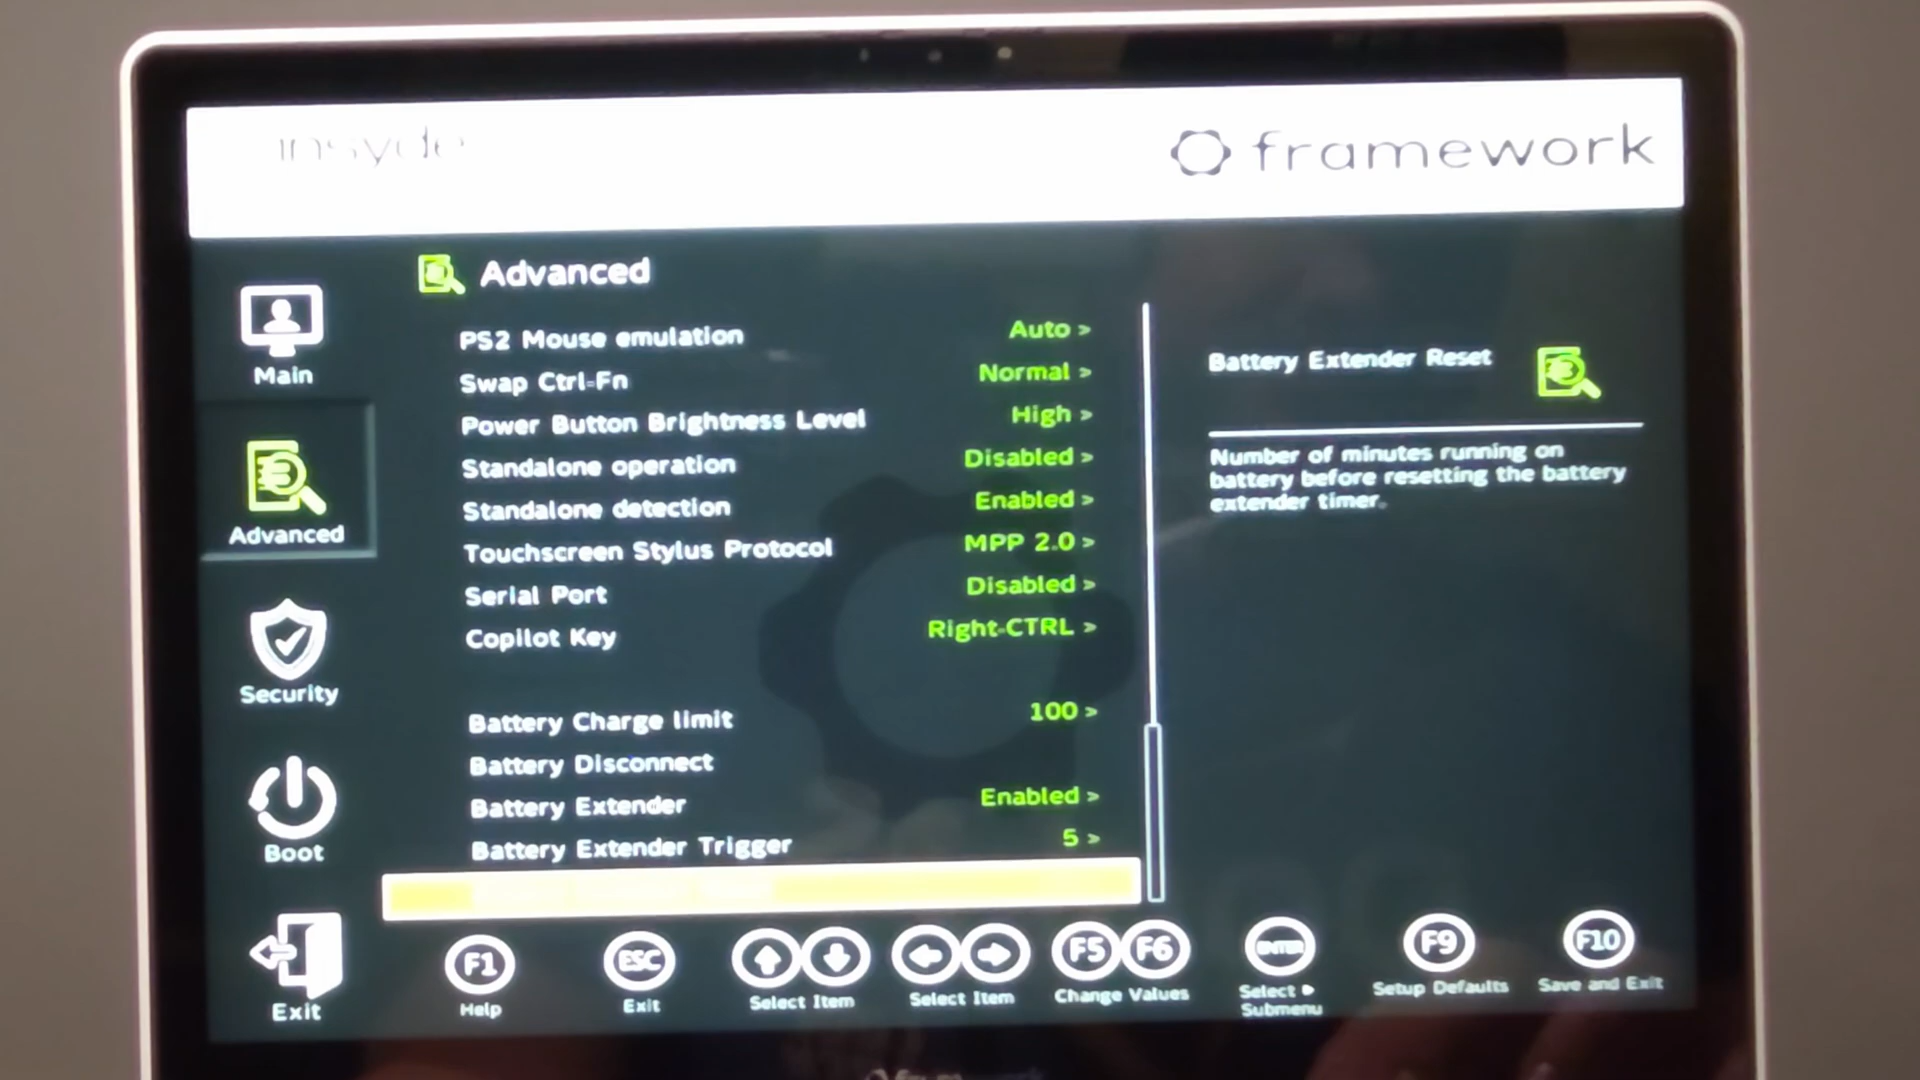 insyde
framework
Advanced
PS2 Mouse emulation Auto >
Swap Ctrl-Fn Normal >
Power Button Brightness Level High >
Standalone operation Disabled >
Standalone detection Enabled >
Touchscreen Stylus Protocol MPP 2.0 >
Serial Port Disabled >
Copilot Key Right-CTRL >
Battery Charge limit 100 >
Battery Disconnect
Battery Extender Enabled >
Battery Extender Trigger 5 >
Main
Advanced
Security
Boot
Exit
Battery Extender Reset
Number of minutes running on
battery before resetting the battery
extender timer.
F1
Help
ESC
Exit
Select Item
Select Item
F5 F6
Change Values
ENTER
Select ▶
Submenu
F9
Setup Defaults
F10
Save and Exit